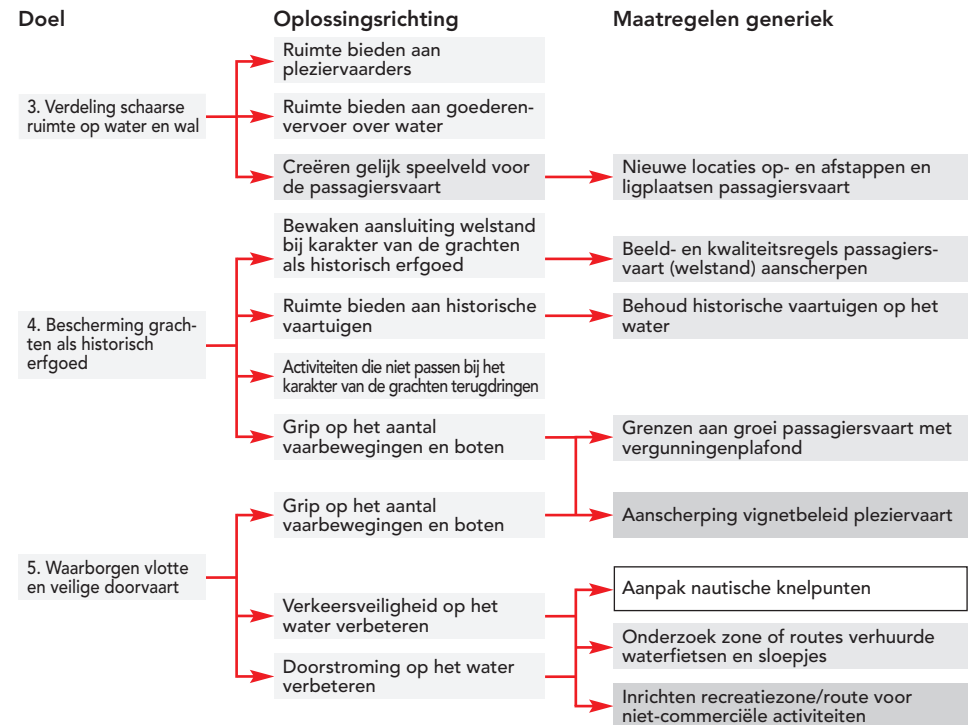 Doel
Oplossingsrichting
Maatregelen generiek
3. Verdeling schaarse
ruimte op water en wal
Ruimte bieden aan
pleziervaarders
Ruimte bieden aan goederen-
vervoer over water
Creëren gelijk speelveld voor
de passagiersvaart
Nieuwe locaties op- en afstappen en
ligplaatsen passagiersvaart
4. Bescherming grach-
ten als historisch
erfgoed
Bewaken aansluiting welstand
bij karakter van de grachten
als historisch erfgoed
Beeld- en kwaliteitsregels passagiers-
vaart (welstand) aanscherpen
Ruimte bieden aan historische
vaartuigen
Behoud historische vaartuigen op het
water
Activiteiten die niet passen bij het
karakter van de grachten terugdringen
Grip op het aantal
vaarbewegingen en boten
Grenzen aan groei passagiersvaart met
vergunningenplafond
5. Waarborgen vlotte
en veilige doorvaart
Grip op het aantal
vaarbewegingen en boten
Aanscherping vignetbeleid pleziervaart
Verkeersveiligheid op het
water verbeteren
Aanpak nautische knelpunten
Onderzoek zone of routes verhuurde
waterfietsen en sloepjes
Doorstroming op het water
verbeteren
Inrichten recreatiezone/route voor
niet-commerciële activiteiten